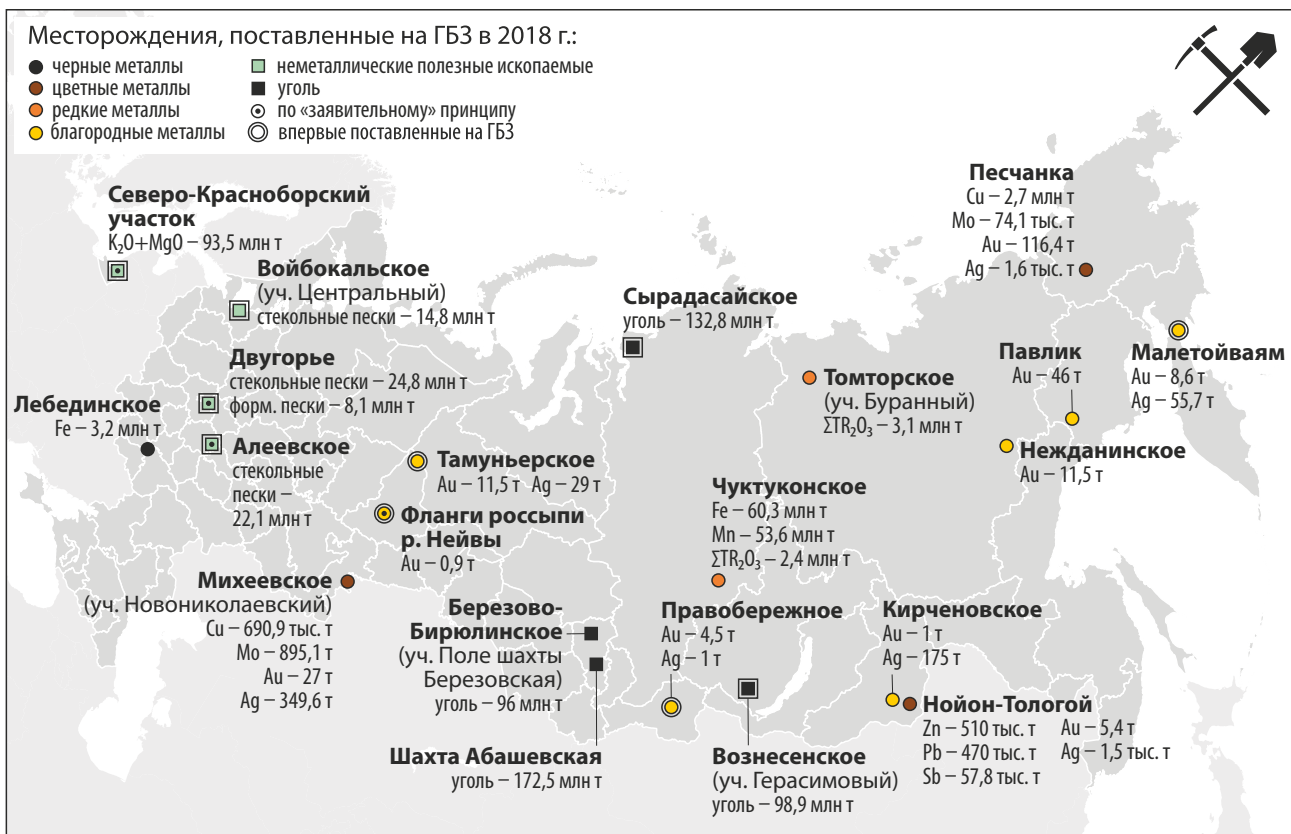 Месторождения, поставленные на ГБЗ в 2018 г.:
черные металлы
цветные металлы
редкие металлы
благородные металлы
неметаллические полезные ископаемые
уголь
по «заявительному» принципу
впервые поставленные на ГБЗ
Северо-Красноборский
участок
K₂O+MgO – 93,5 млн т
Войбокальское
(уч. Центральный)
стекольные пески – 14,8 млн т
Двугорье
стекольные пески – 24,8 млн т
форм. пески – 8,1 млн т
Лебединское
Fe – 3,2 млн т
Алеевское
стекольные
пески –
22,1 млн т
Тамуньерское
Au – 11,5 т Ag – 29 т
Фланги россыпи
р. Нейвы
Au – 0,9 т
Михеевское
(уч. Новониколаевский)
Cu – 690,9 тыс. т
Mo – 895,1 т
Au – 27 т
Ag – 349,6 т
Сырадасайское
уголь – 132,8 млн т
Песчанка
Cu – 2,7 млн т
Mo – 74,1 тыс. т
Au – 116,4 т
Ag – 1,6 тыс. т
Павлик
Au – 46 т
Малетойваям
Au – 8,6 т
Ag – 55,7 т
Томторское
(уч. Буранный)
ΣTR₂O₃ – 3,1 млн т
Нежданинское
Au – 11,5 т
Чуктуконское
Fe – 60,3 млн т
Mn – 53,6 млн т
ΣTR₂O₃ – 2,4 млн т
Березово-
Бирюлинское
(уч. Поле шахты
Березовская)
уголь – 96 млн т
Правобережное
Au – 4,5 т
Ag – 1 т
Кирченовское
Au – 1 т
Ag – 175 т
Нойон-Тологой
Zn – 510 тыс. т Au – 5,4 т
Pb – 470 тыс. т Ag – 1,5 тыс. т
Sb – 57,8 тыс. т
Шахта Абашевская
уголь – 172,5 млн т
Вознесенское
(уч. Герасимовый)
уголь – 98,9 млн т